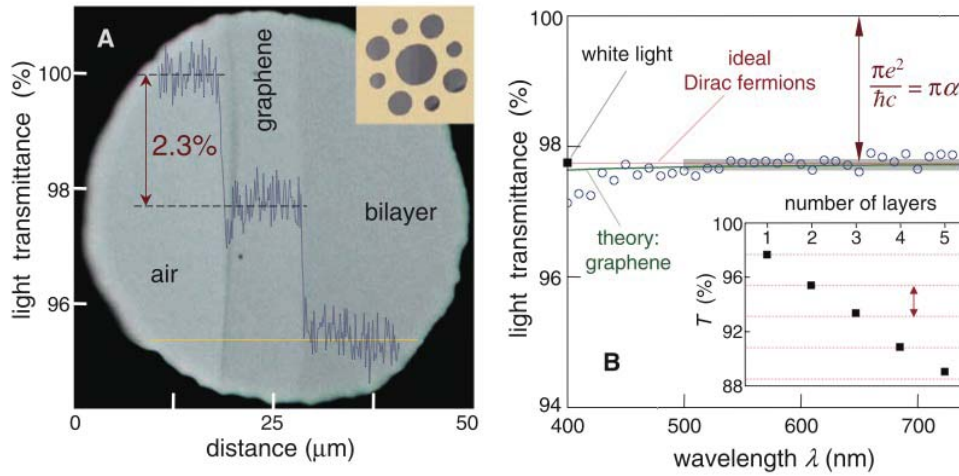 A
light transmittance (%)
100
98
96
2.3%
graphene
air
bilayer
0
25
50
distance (μm)
light transmittance (%)
100
98
96
94
white light
ideal
Dirac fermions
πe²
ħc = πα
theory:
graphene
B
number of layers
1 2 3 4 5
T (%)
100
96
92
88
400 500 600 700
wavelength λ (nm)